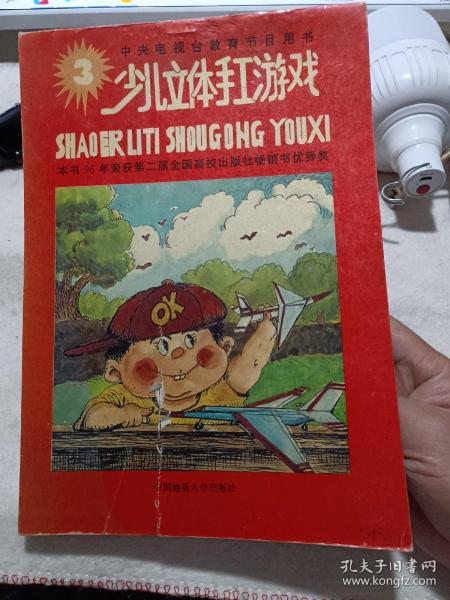 中央电视台教育节目用书
3
少儿立体手工游戏
SHAOERLITI SHOUGONG YOUXI
本书96年荣获第二届全国高校出版社畅销书优秀奖
OK
中国地质大学出版社
孔夫子旧书网
www.kongfz.com